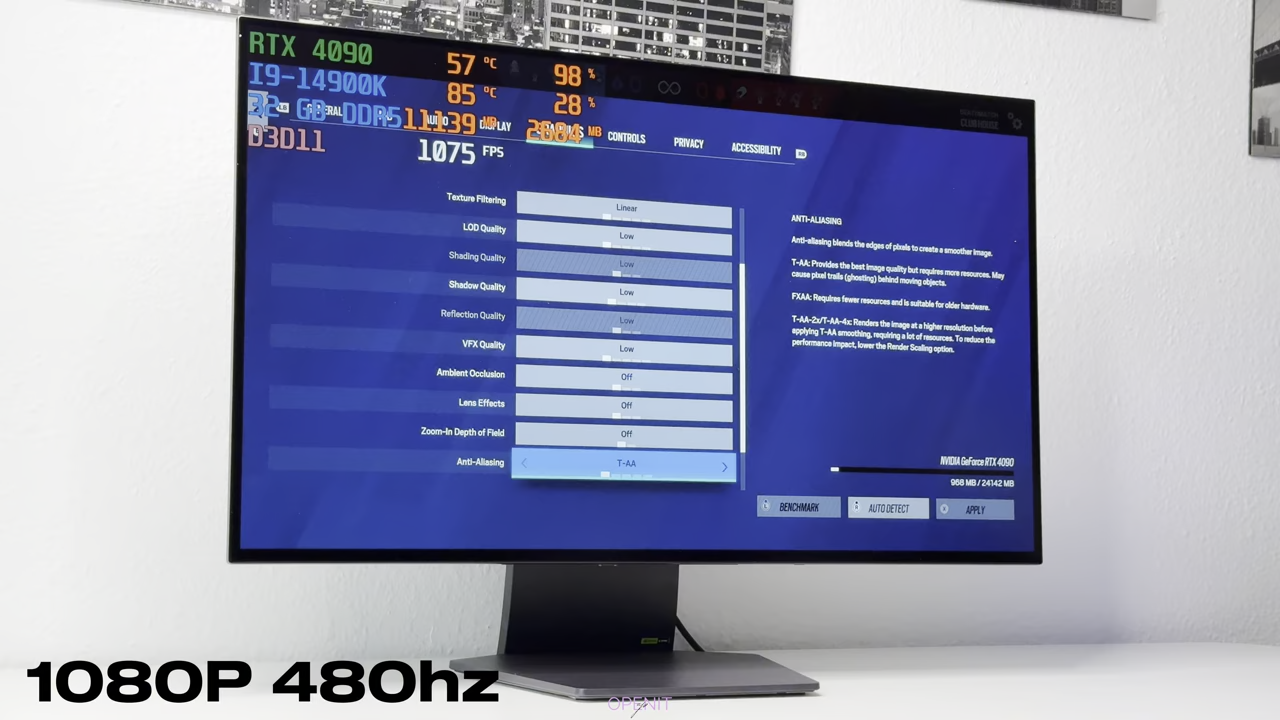 RTX 4090 57 °C 98 %
I9-14900K 85 °C 28 %
32 GB DDR5 11139 MB 2684 MB
D3D11 1075 FPS
DISPLAY CONTROLS PRIVACY ACCESSIBILITY RB
CLUB HOUSE
Texture Filtering Linear
LOD Quality Low
Shading Quality Low
Shadow Quality Low
Reflection Quality Low
VFX Quality Low
Ambient Occlusion Off
Lens Effects Off
Zoom-In Depth of Field Off
Anti-Aliasing T-AA
ANTI-ALIASING
Anti-aliasing blends the edges of pixels to create a smoother image.
T-AA: Provides the best image quality but requires more resources. May
cause pixel trails (ghosting) behind moving objects.
FXAA: Requires fewer resources and is suitable for older hardware.
T-AA-2x/T-AA-4x: Renders the image at a higher resolution before
applying T-AA smoothing, requiring a lot of resources. To reduce the
performance impact, lower the Render Scaling option.
NVIDIA GeForce RTX 4090
968 MB / 24142 MB
BENCHMARK AUTO DETECT APPLY
1080P 480hz
OPENIT